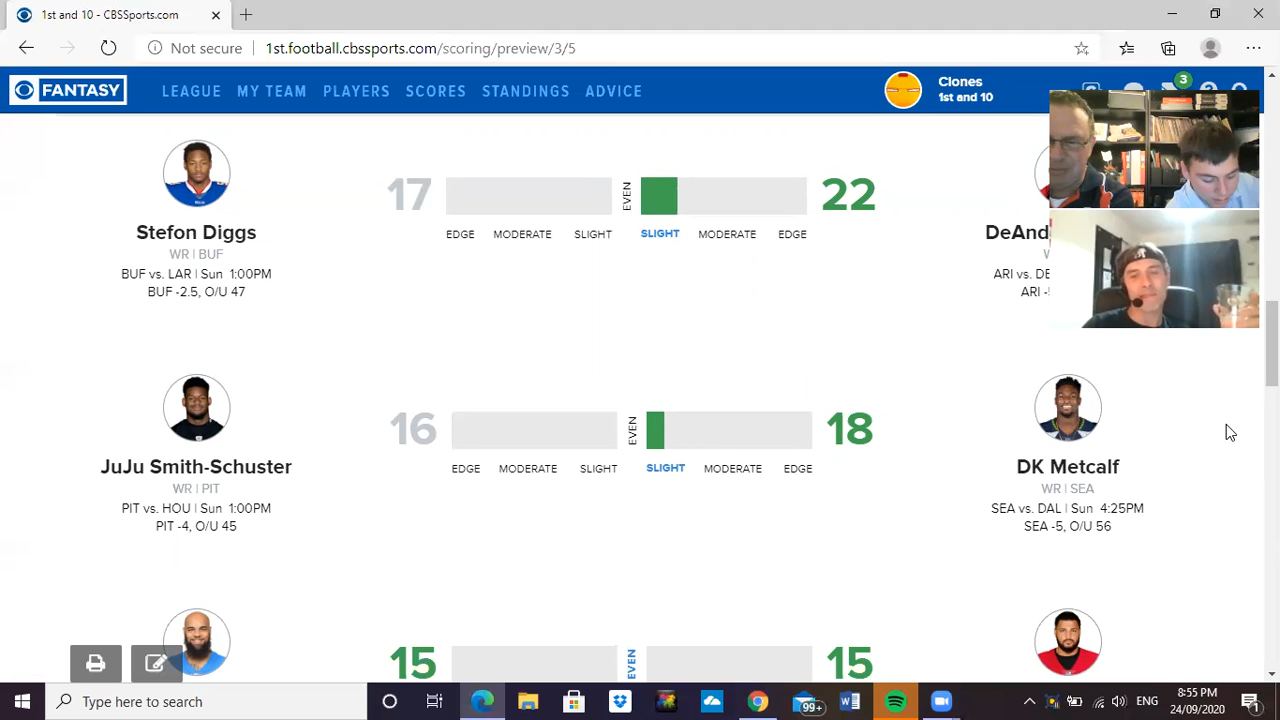 1st and 10 - CBSSports.com
Not secure
1st.football.cbssports.com/scoring/preview/3/5
FANTASY
LEAGUE MY TEAM PLAYERS SCORES STANDINGS ADVICE
Clones
1st and 10
3
17
EVEN
22
EDGE MODERATE SLIGHT SLIGHT MODERATE EDGE
Stefon Diggs
WR | BUF
BUF vs. LAR | Sun 1:00PM
BUF -2.5, O/U 47
DeAnd
ARI vs. DE
ARI -
16
EVEN
18
EDGE MODERATE SLIGHT SLIGHT MODERATE EDGE
JuJu Smith-Schuster
WR | PIT
PIT vs. HOU | Sun 1:00PM
PIT -4, O/U 45
DK Metcalf
WR | SEA
SEA vs. DAL | Sun 4:25PM
SEA -5, O/U 56
15
EVEN
15
Type here to search
99+
ENG
8:55 PM
24/09/2020
1